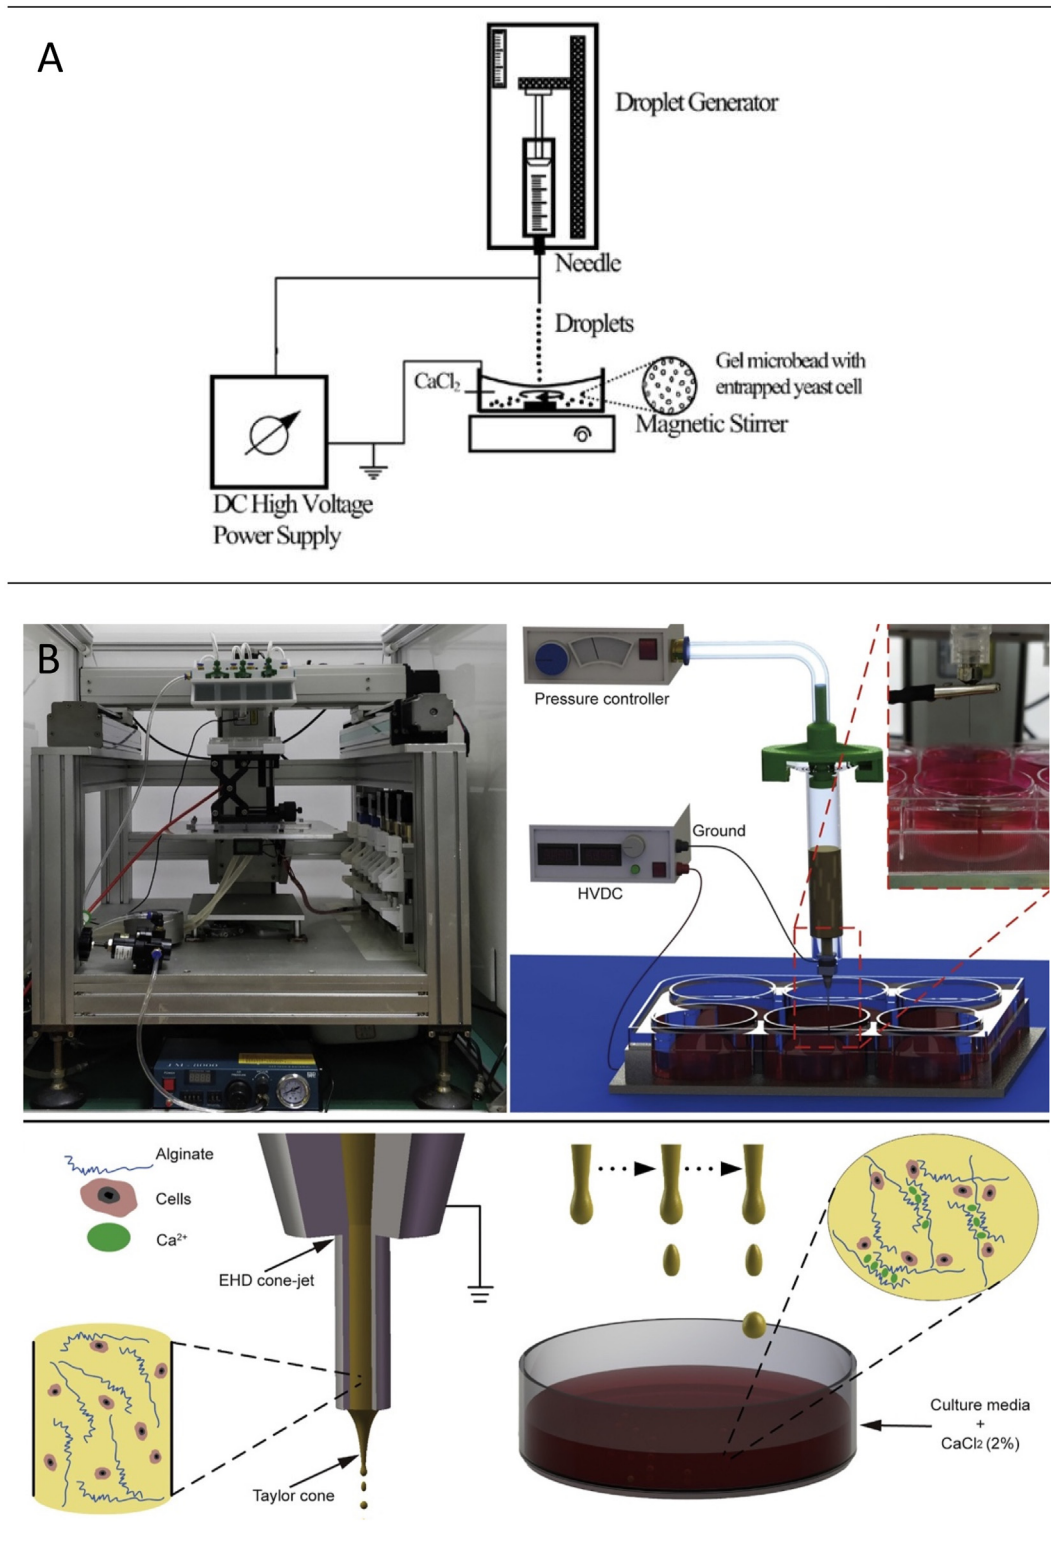 A
Droplet Generator
Needle
Droplets
CaCl₂
Gel microbead with
entrapped yeast cell
Magnetic Stirrer
DC High Voltage
Power Supply
B
Pressure controller
Ground
HVDC
Alginate
Cells
Ca²⁺
EHD cone-jet
Taylor cone
Culture media
+
CaCl₂ (2%)